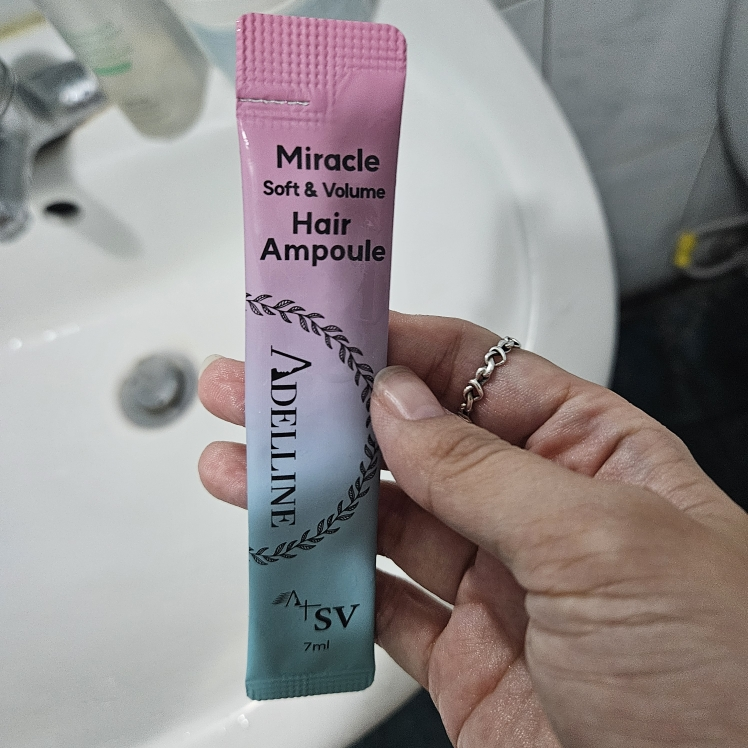 Miracle
Soft & Volume
Hair
Ampoule
ADELLINE
A+
SV
7ml